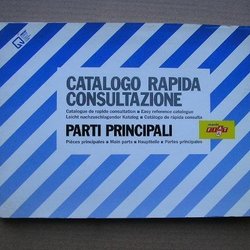 CATALOGO RAPIDA
CONSULTAZIONE
Catalogue de rapide consultation ■ Easy reference catalogue
Leicht nachzuschlagender Katalog ■ Catálogo de rápida consulta
PARTI PRINCIPALI
Pièces principales ■ Main parts ■ Hauptteile ■ Partes principales
FIAT